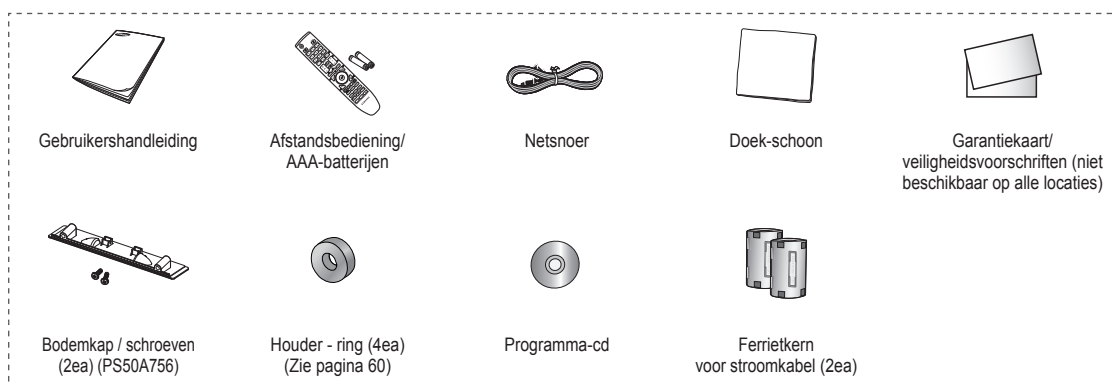 Gebruikershandleiding
Afstandsbediening/
AAA-batterijen
Netsnoer
Doek-schoon
Garantiekaart/
veiligheidsvoorschriften (niet
beschikbaar op alle locaties)
Bodemkap / schroeven
(2ea) (PS50A756)
Houder - ring (4ea)
(Zie pagina 60)
Programma-cd
Ferrietkern
voor stroomkabel (2ea)